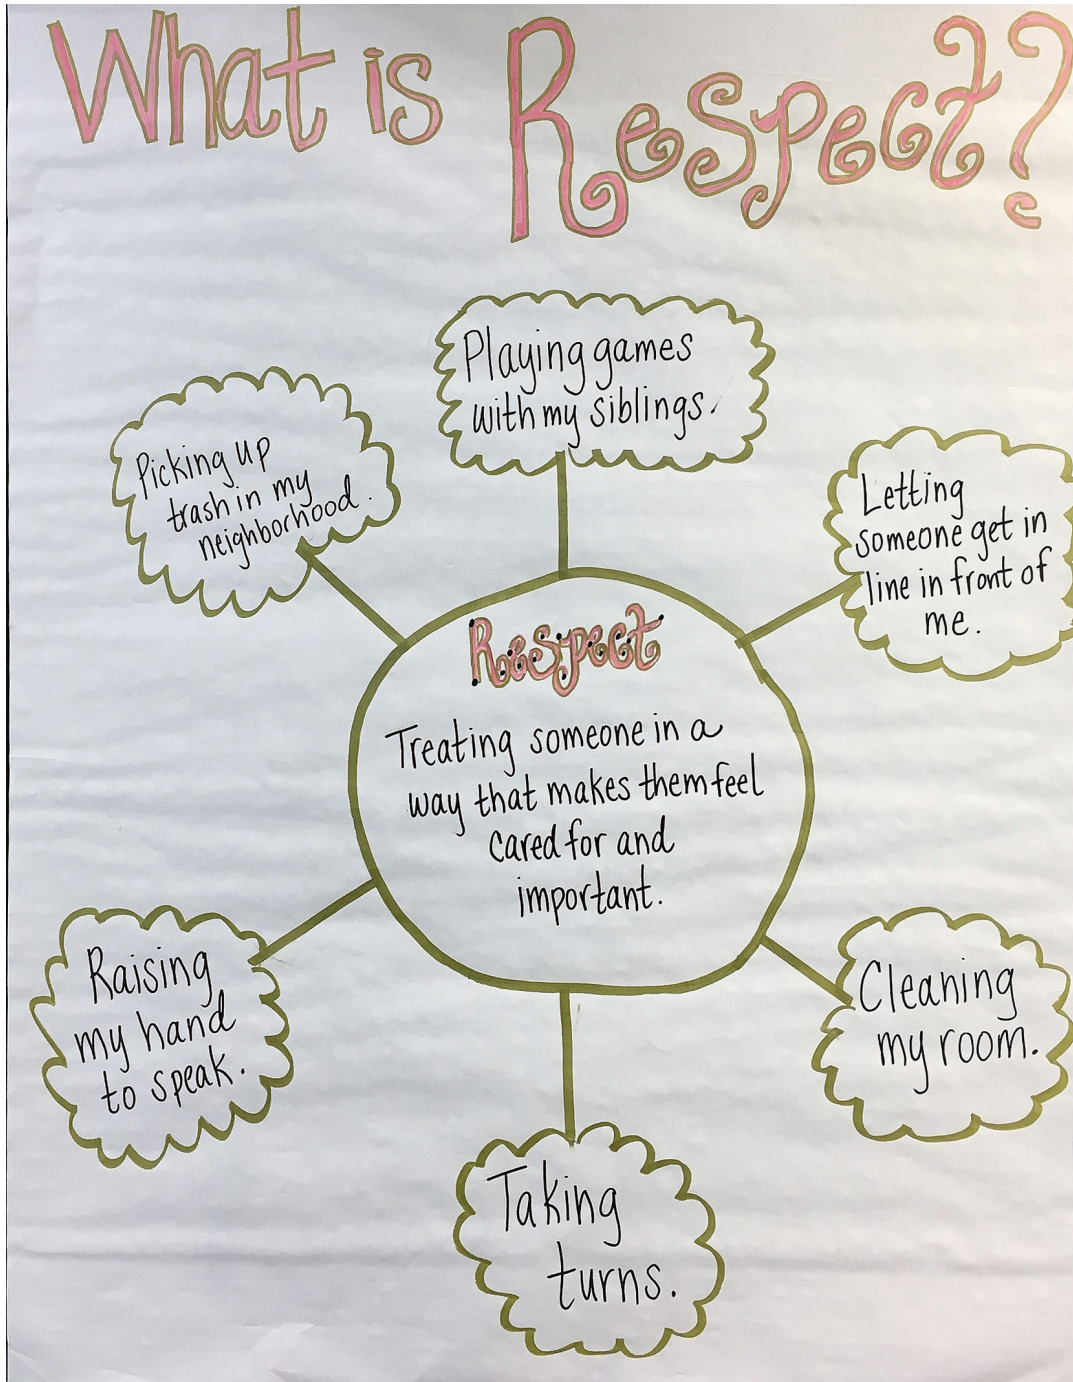 What is Respect?
Playing games
with my siblings.
Picking up
trash in my
neighborhood.
Letting
someone get in
line in front of
me.
Respect
Treating someone in a
way that makes them feel
cared for and
important.
Raising
my hand
to speak.
Cleaning
my room.
Taking
turns.